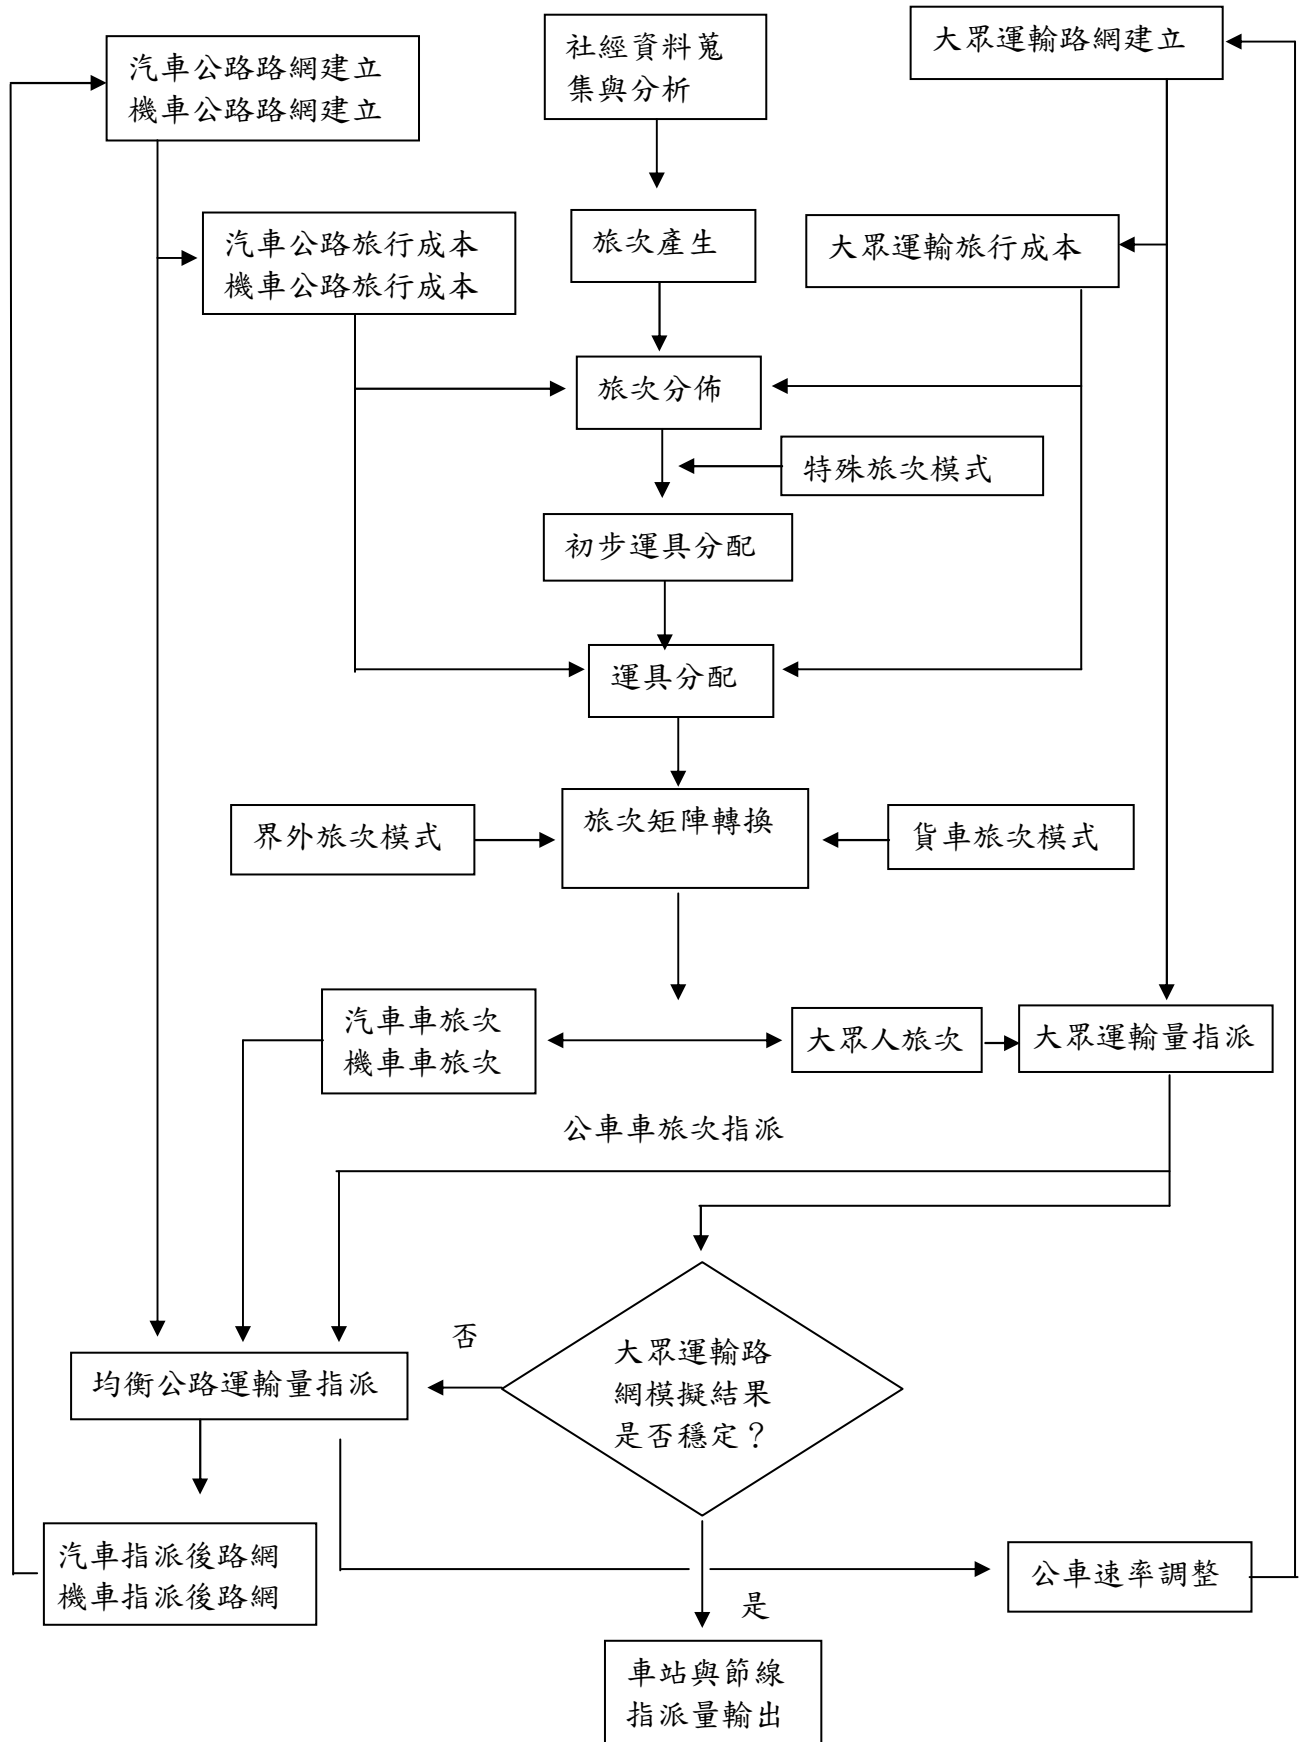 汽車公路路網建立
機車公路路網建立
社經資料蒐
集與分析
大眾運輸路網建立
汽車公路旅行成本
機車公路旅行成本
旅次產生
大眾運輸旅行成本
旅次分佈
特殊旅次模式
初步運具分配
運具分配
界外旅次模式
旅次矩陣轉換
貨車旅次模式
汽車車旅次
機車車旅次
大眾人旅次
大眾運輸量指派
公車車旅次指派
否
大眾運輸路
網模擬結果
是否穩定？
均衡公路運輸量指派
汽車指派後路網
機車指派後路網
公車速率調整
是
車站與節線
指派量輸出